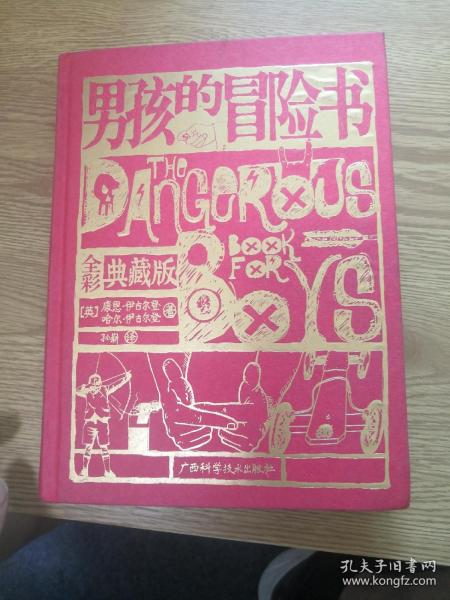 男孩的冒险书
THE
DANGEROUS
BOOK
FOR
BOYS
全彩典藏版
[英] 康恩·伊古尔登
哈尔·伊古尔登 著
孙崭 译
广西科学技术出版社
孔夫子旧书网
www.kongfz.com